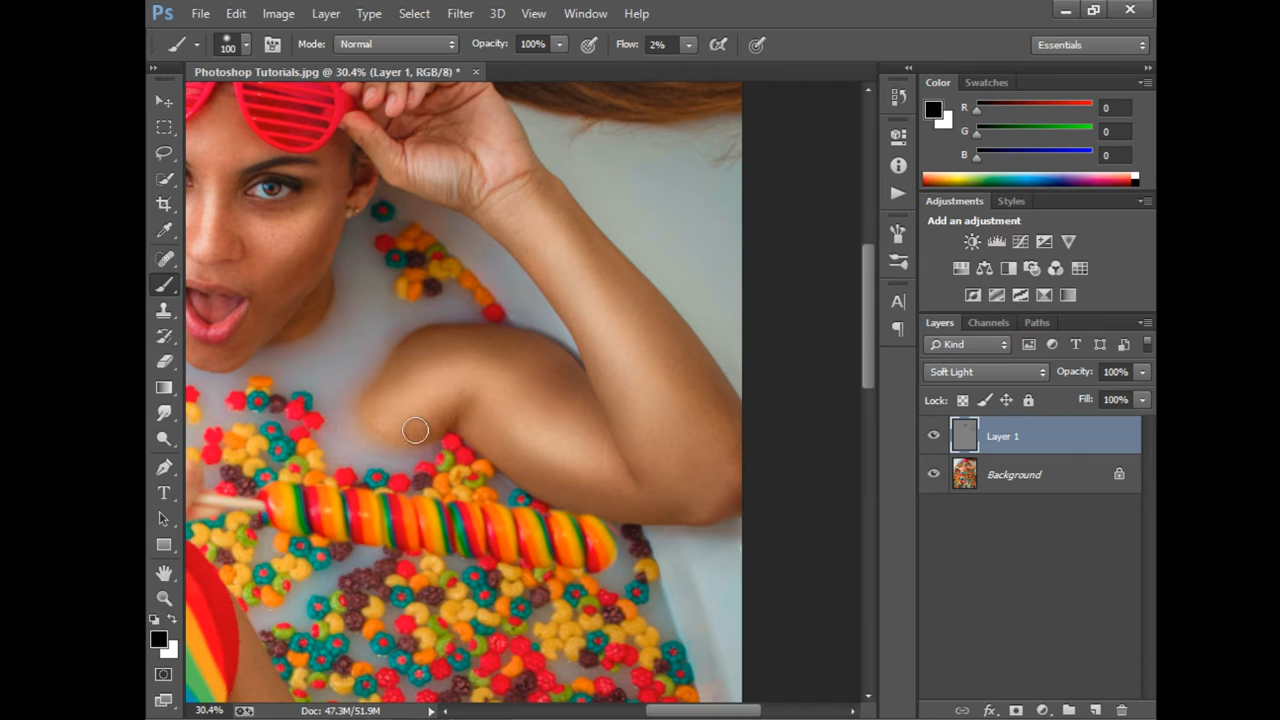 Ps File Edit Image Layer Type Select Filter 3D View Window Help
100 Mode: Normal Opacity: 100% Flow: 2% Essentials
Photoshop Tutorials.jpg @ 30.4% (Layer 1, RGB/8) * ×
Color Swatches
R 0
G 0
B 0
Adjustments Styles
Add an adjustment
Layers Channels Paths
Kind
Soft Light Opacity: 100%
Lock: Fill: 100%
Layer 1
Background
30.4% Doc: 47.3M/51.9M